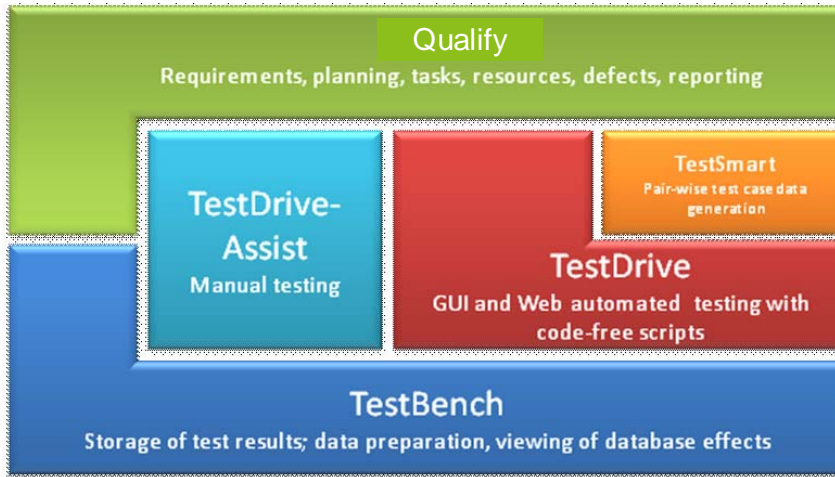 Qualify
Requirements, planning, tasks, resources, defects, reporting
TestDrive-
Assist
Manual testing
TestSmart
Pair-wise test case data
generation
TestDrive
GUI and Web automated testing with
code-free scripts
TestBench
Storage of test results; data preparation, viewing of database effects